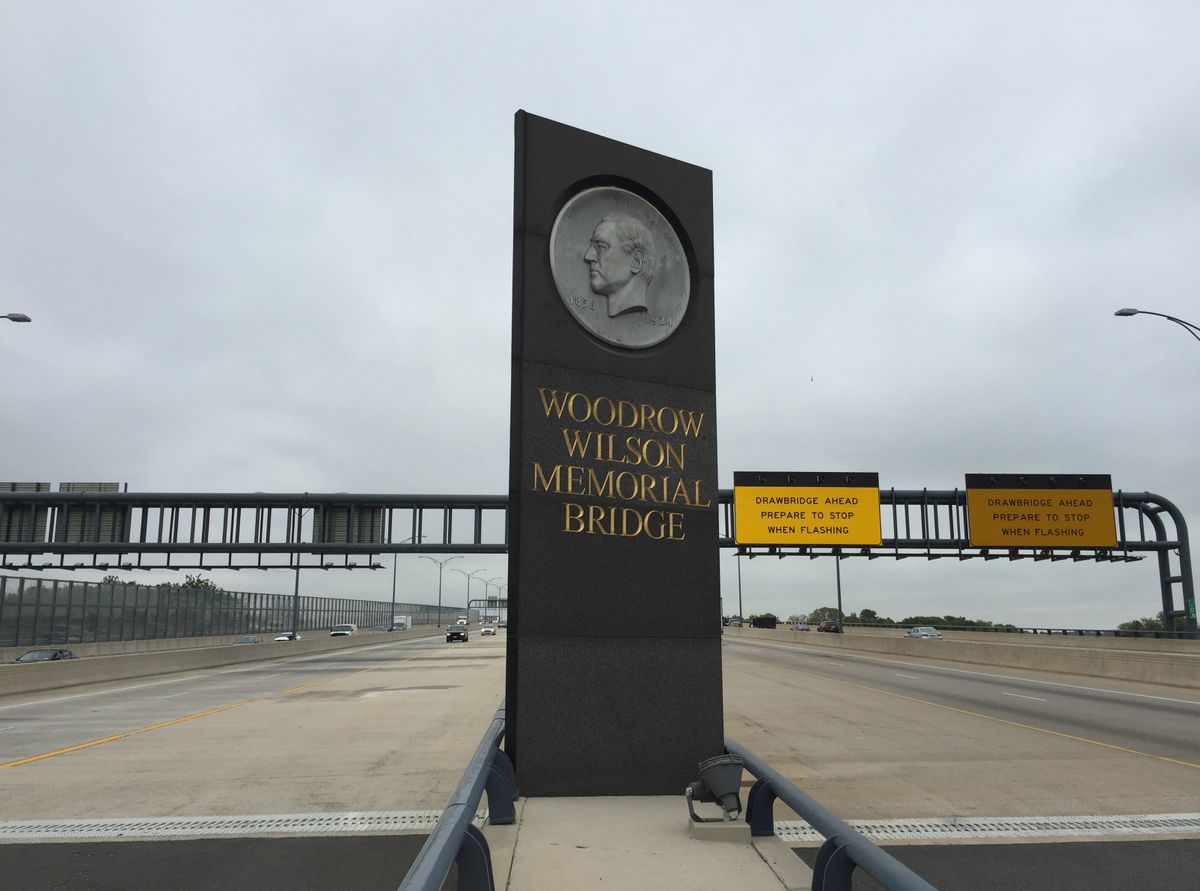 1856
1924
WOODROW
WILSON
MEMORIAL
BRIDGE
DRAWBRIDGE AHEAD
PREPARE TO STOP
WHEN FLASHING
DRAWBRIDGE AHEAD
PREPARE TO STOP
WHEN FLASHING